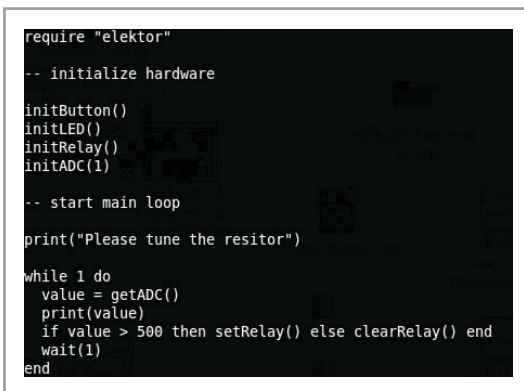 require "elektor"
-- initialize hardware
initButton()
initLED()
initRelay()
initADC(1)
-- start main loop
print("Please tune the resitor")
while 1 do
  value = getADC()
  print(value)
  if value > 500 then setRelay() else clearRelay() end
  wait(1)
end